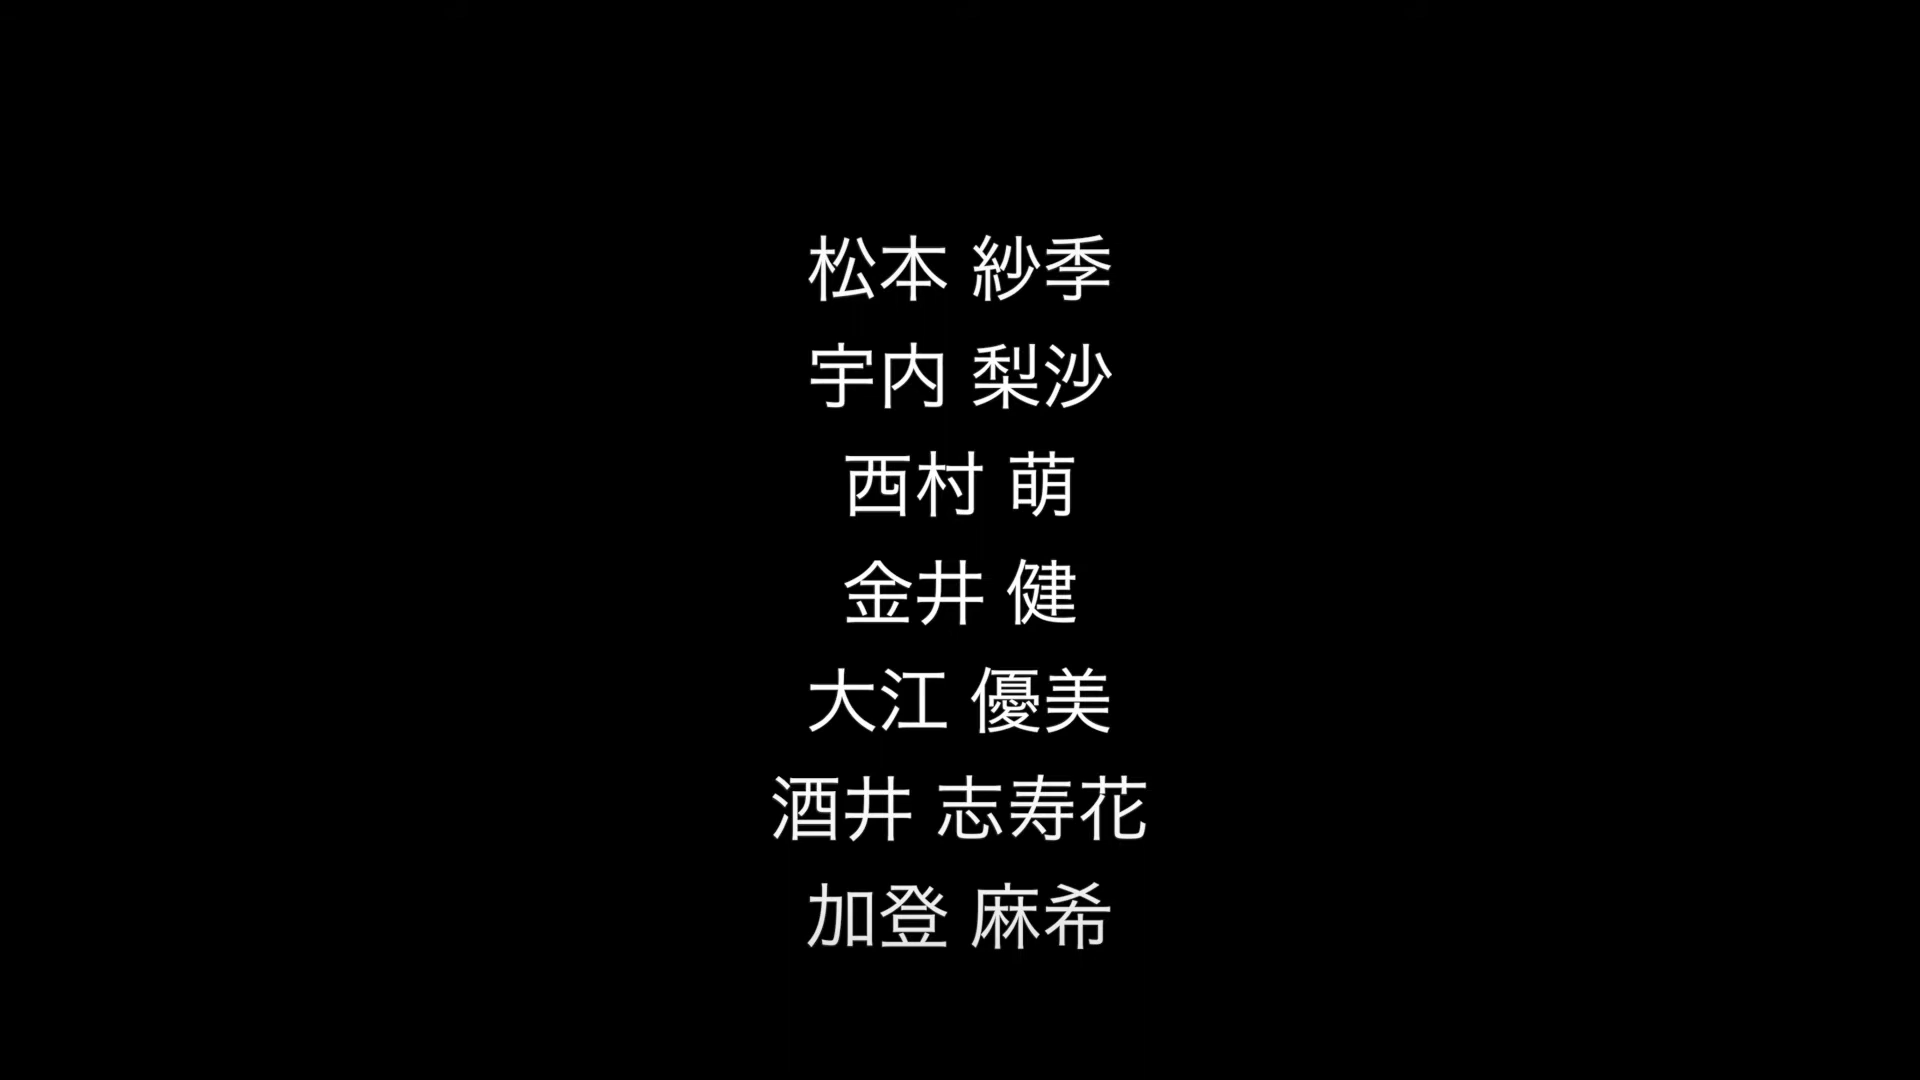 松本 紗季
宇内 梨沙
西村 萌
金井 健
大江 優美
酒井 志寿花
加登 麻希